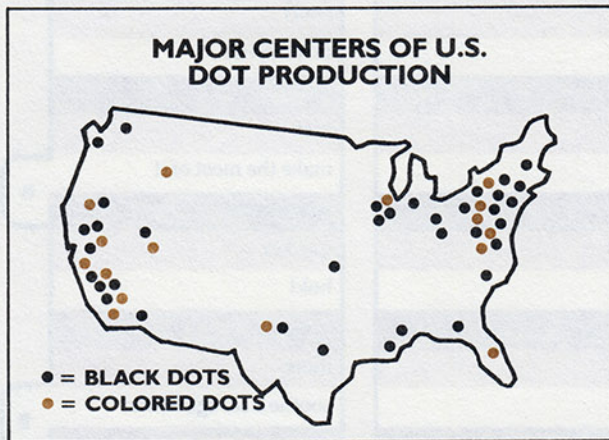 MAJOR CENTERS OF U.S.
DOT PRODUCTION
= BLACK DOTS
= COLORED DOTS